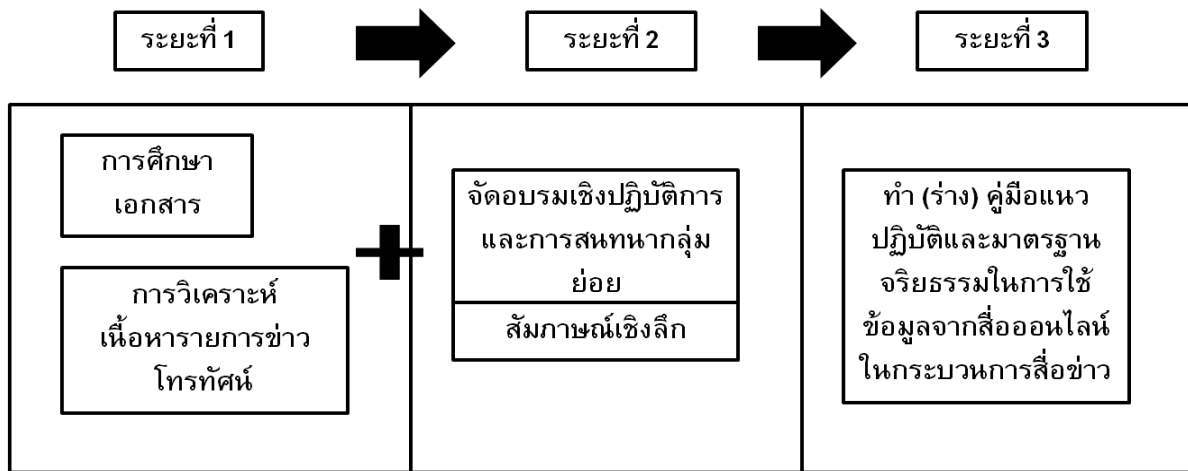 ระยะที่ 1
ระยะที่ 2
ระยะที่ 3
การศึกษา
เอกสาร
การวิเคราะห์
เนื้อหารายการข่าว
โทรทัศน์
จัดอบรมเชิงปฏิบัติการ
และการสนทนากลุ่ม
ย่อย
สัมภาษณ์เชิงลึก
ทำ (ร่าง) คู่มือแนว
ปฏิบัติและมาตรฐาน
จริยธรรมในการใช้
ข้อมูลจากสื่อออนไลน์
ในกระบวนการสื่อข่าว